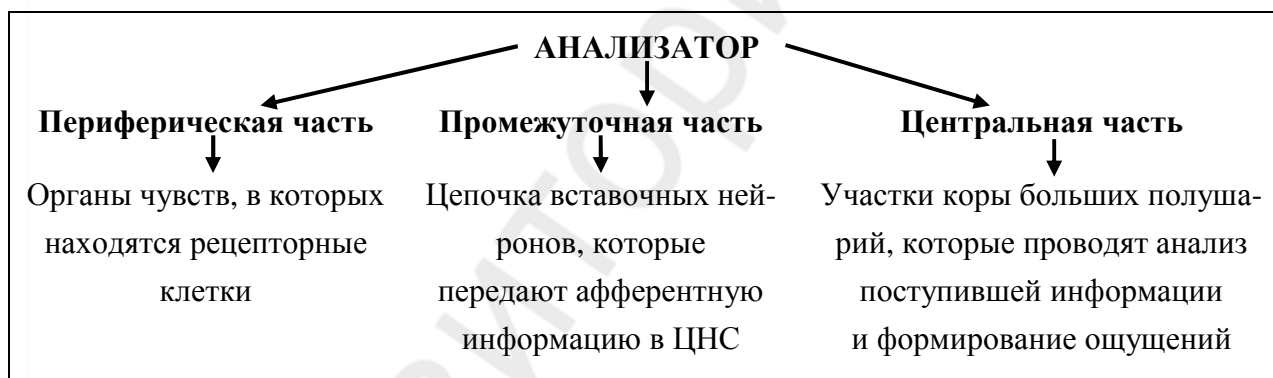 АНАЛИЗАТОР
Периферическая часть
Органы чувств, в которых
находятся рецепторные
клетки
Промежуточная часть
Цепочка вставочных ней-
ронов, которые
передают афферентную
информацию в ЦНС
Центральная часть
Участки коры больших полуша-
рий, которые проводят анализ
поступившей информации
и формирование ощущений